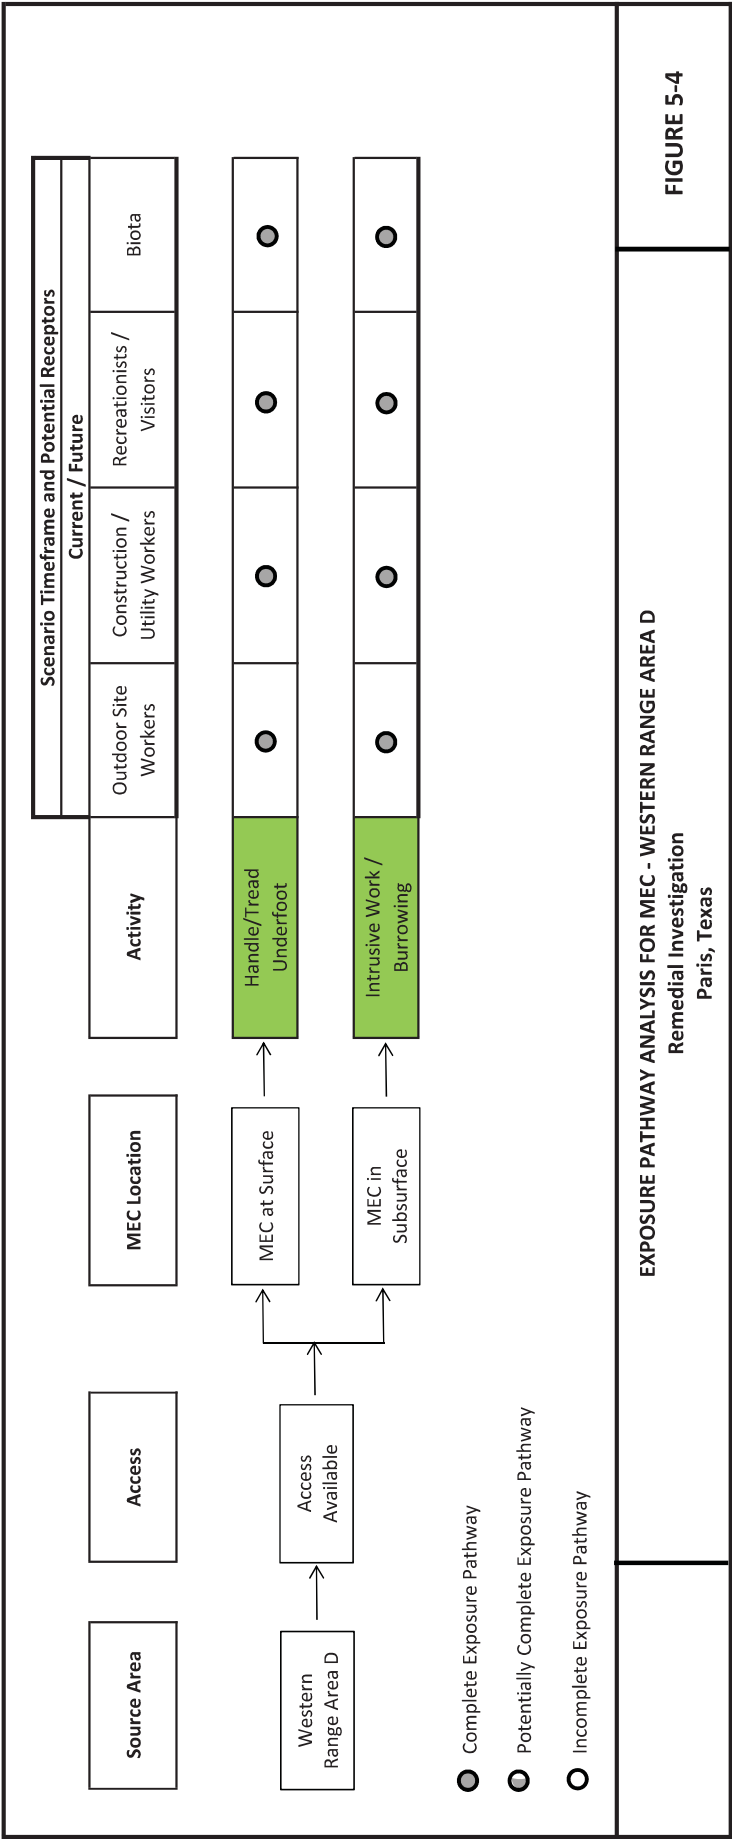 Scenario Timeframe and Potential Receptors
Current / Future
Source Area
Access
MEC Location
Activity
Outdoor Site
Workers
Construction /
Utility Workers
Recreationists /
Visitors
Biota
Western
Range Area D
Access
Available
MEC at Surface
Handle/Tread
Underfoot
MEC in
Subsurface
Intrusive Work /
Burrowing
Complete Exposure Pathway
Potentially Complete Exposure Pathway
Incomplete Exposure Pathway
EXPOSURE PATHWAY ANALYSIS FOR MEC - WESTERN RANGE AREA D
Remedial Investigation
Paris, Texas
FIGURE 5-4